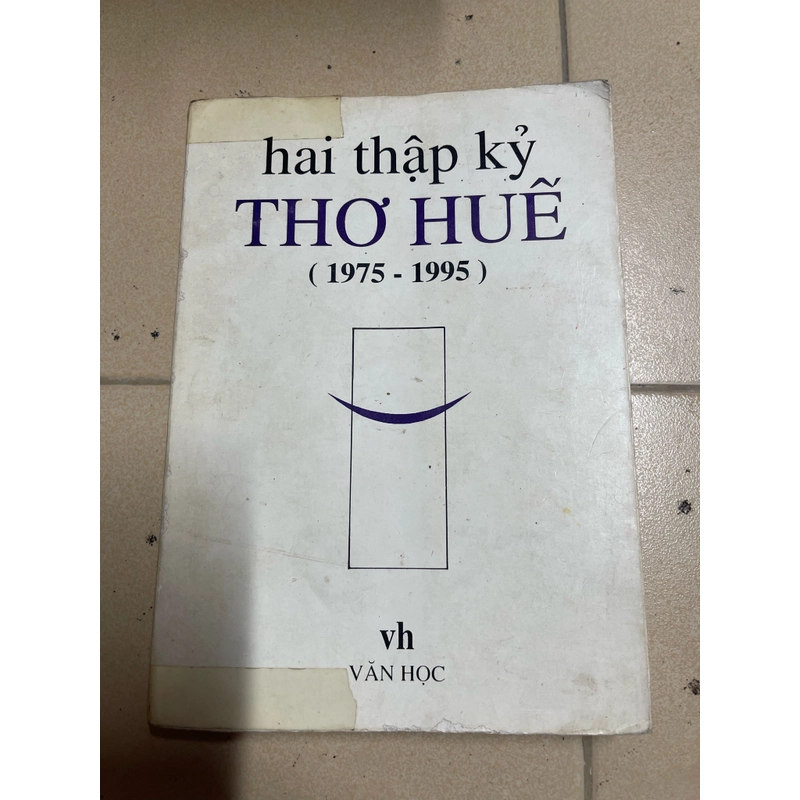 hai thập kỷ
THƠ HUẾ
( 1975 - 1995 )
vh
VĂN HỌC